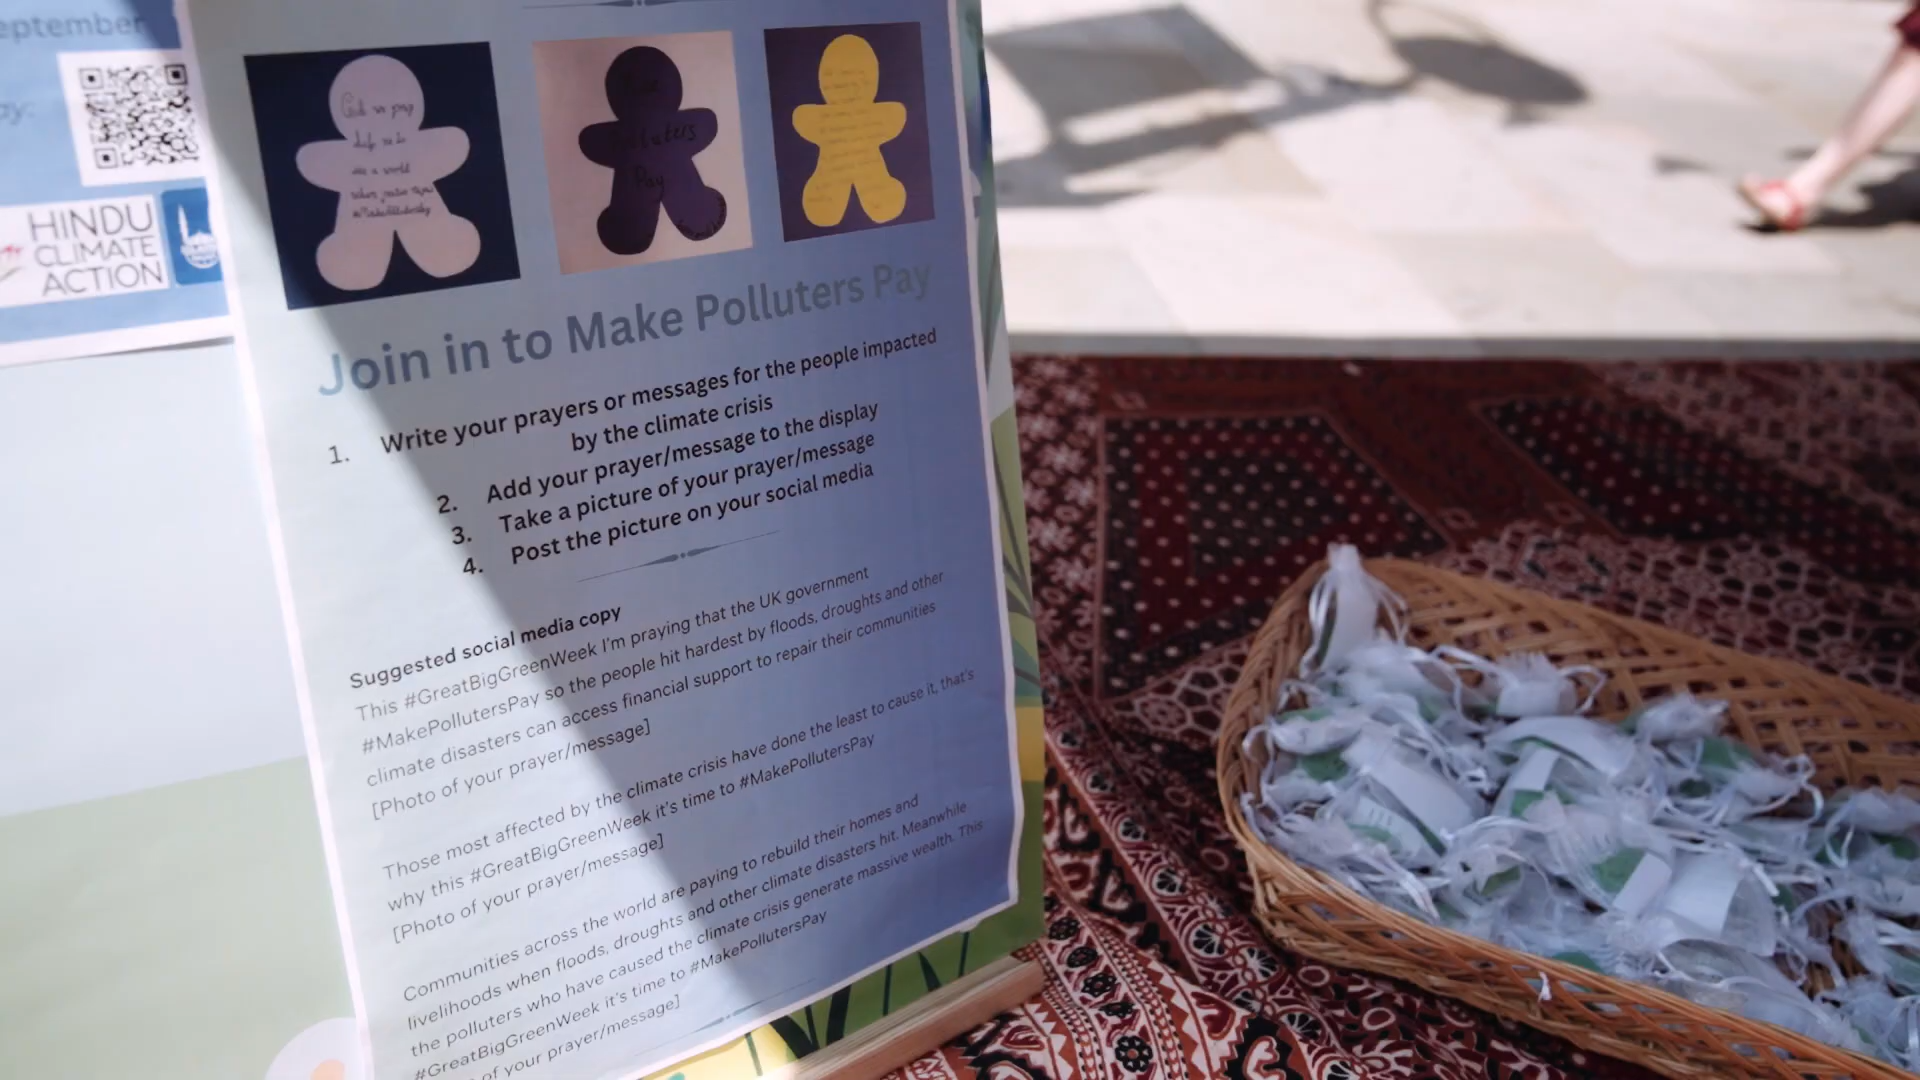 HINDU
CLIMATE
ACTION
God we pray
Polluters
Pay
Join in to Make Polluters Pay
1. Write your prayers or messages for the people impacted
by the climate crisis
2. Add your prayer/message to the display
3. Take a picture of your prayer/message
4. Post the picture on your social media
Suggested social media copy
This #GreatBigGreenWeek I'm praying that the UK government
#MakePollutersPay so the people hit hardest by floods, droughts and other
climate disasters can access financial support to repair their communities
[Photo of your prayer/message]
Those most affected by the climate crisis have done the least to cause it, that's
why this #GreatBigGreenWeek it's time to #MakePollutersPay
[Photo of your prayer/message]
Communities across the world are paying to rebuild their homes and
livelihoods when floods, droughts and other climate disasters hit. Meanwhile
the polluters who have caused the climate crisis generate massive wealth. This
#GreatBigGreenWeek it's time to #MakePollutersPay
of your prayer/message]